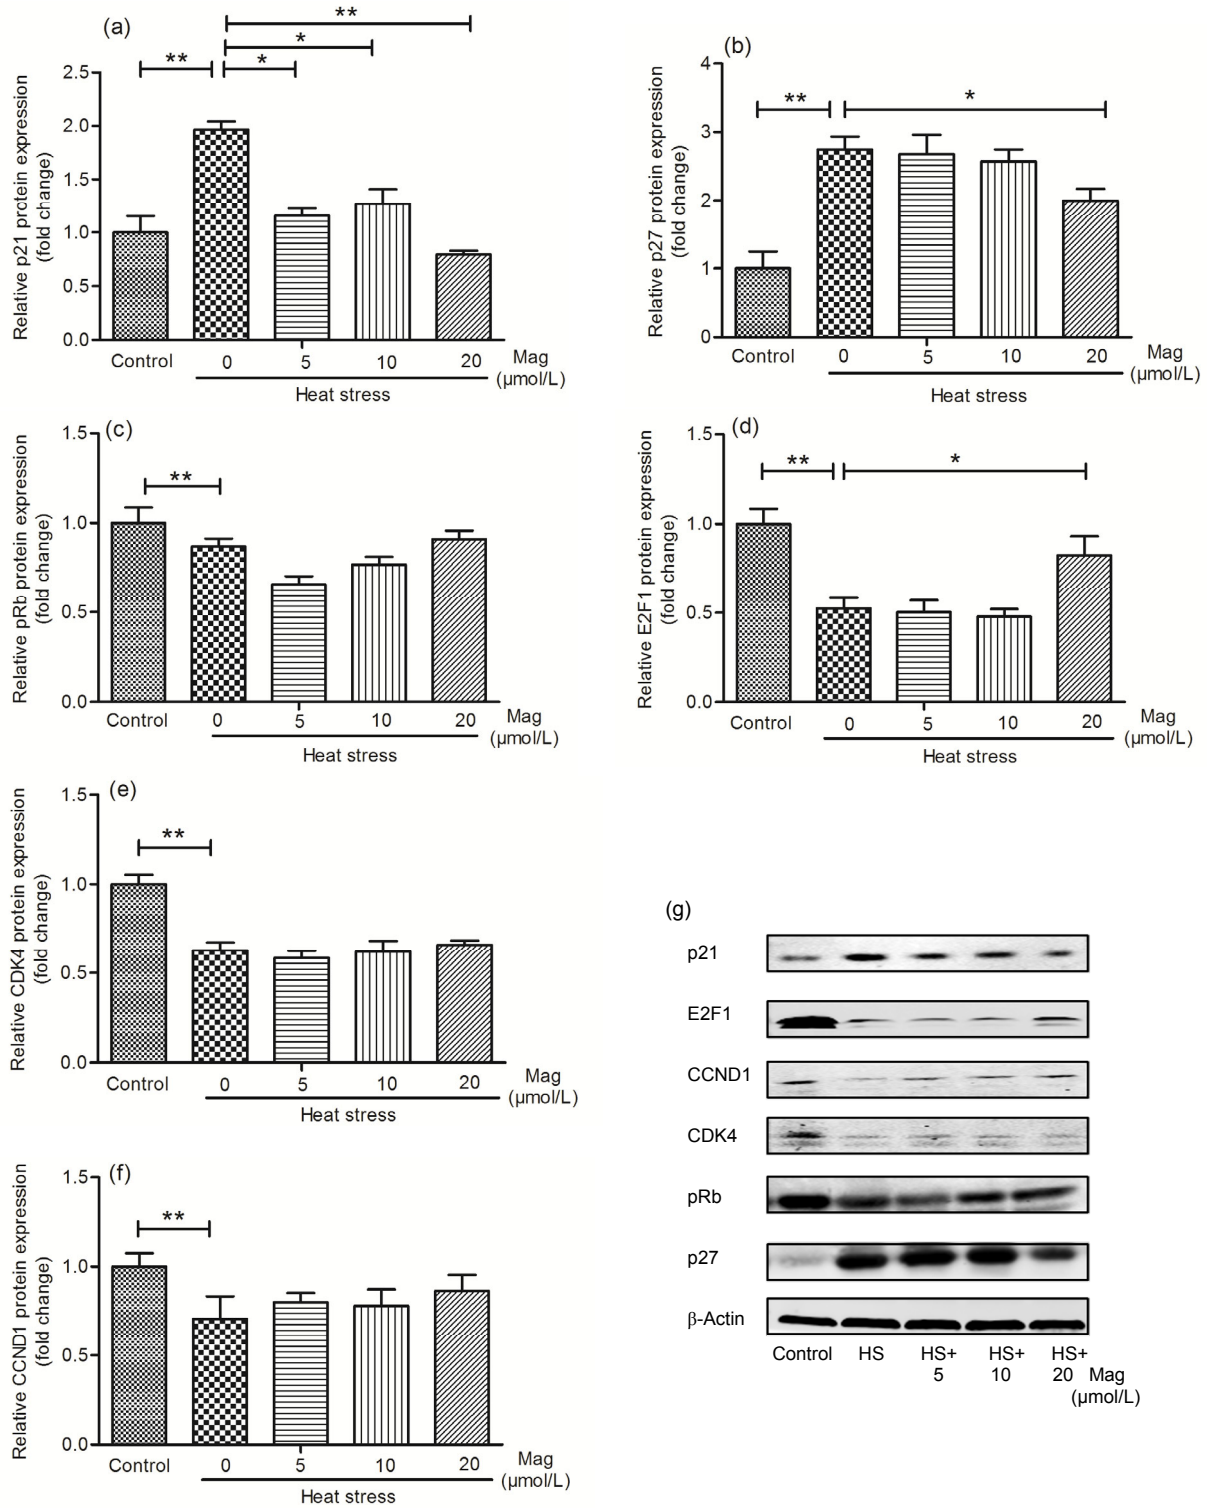 (a)
**
*
** *
Relative p21 protein expression
(fold change)
2.5
2.0
1.5
1.0
0.5
0.0
Control 0 5 10 20 Mag
(μmol/L)
Heat stress
(b)
** *
Relative p27 protein expression
(fold change)
4
3
2
1
0
Control 0 5 10 20 Mag
(μmol/L)
Heat stress
(c)
**
Relative pRb protein expression
(fold change)
1.5
1.0
0.5
0.0
Control 0 5 10 20 Mag
(μmol/L)
Heat stress
(d)
** *
Relative E2F1 protein expression
(fold change)
1.5
1.0
0.5
0.0
Control 0 5 10 20 Mag
(μmol/L)
Heat stress
(e)
**
Relative CDK4 protein expression
(fold change)
1.5
1.0
0.5
0.0
Control 0 5 10 20 Mag
(μmol/L)
Heat stress
(f)
**
Relative CCND1 protein expression
(fold change)
1.5
1.0
0.5
0.0
Control 0 5 10 20 Mag
(μmol/L)
Heat stress
(g)
p21
E2F1
CCND1
CDK4
pRb
p27
β-Actin
Control HS HS+ HS+ HS+
5 10 20 Mag
(μmol/L)